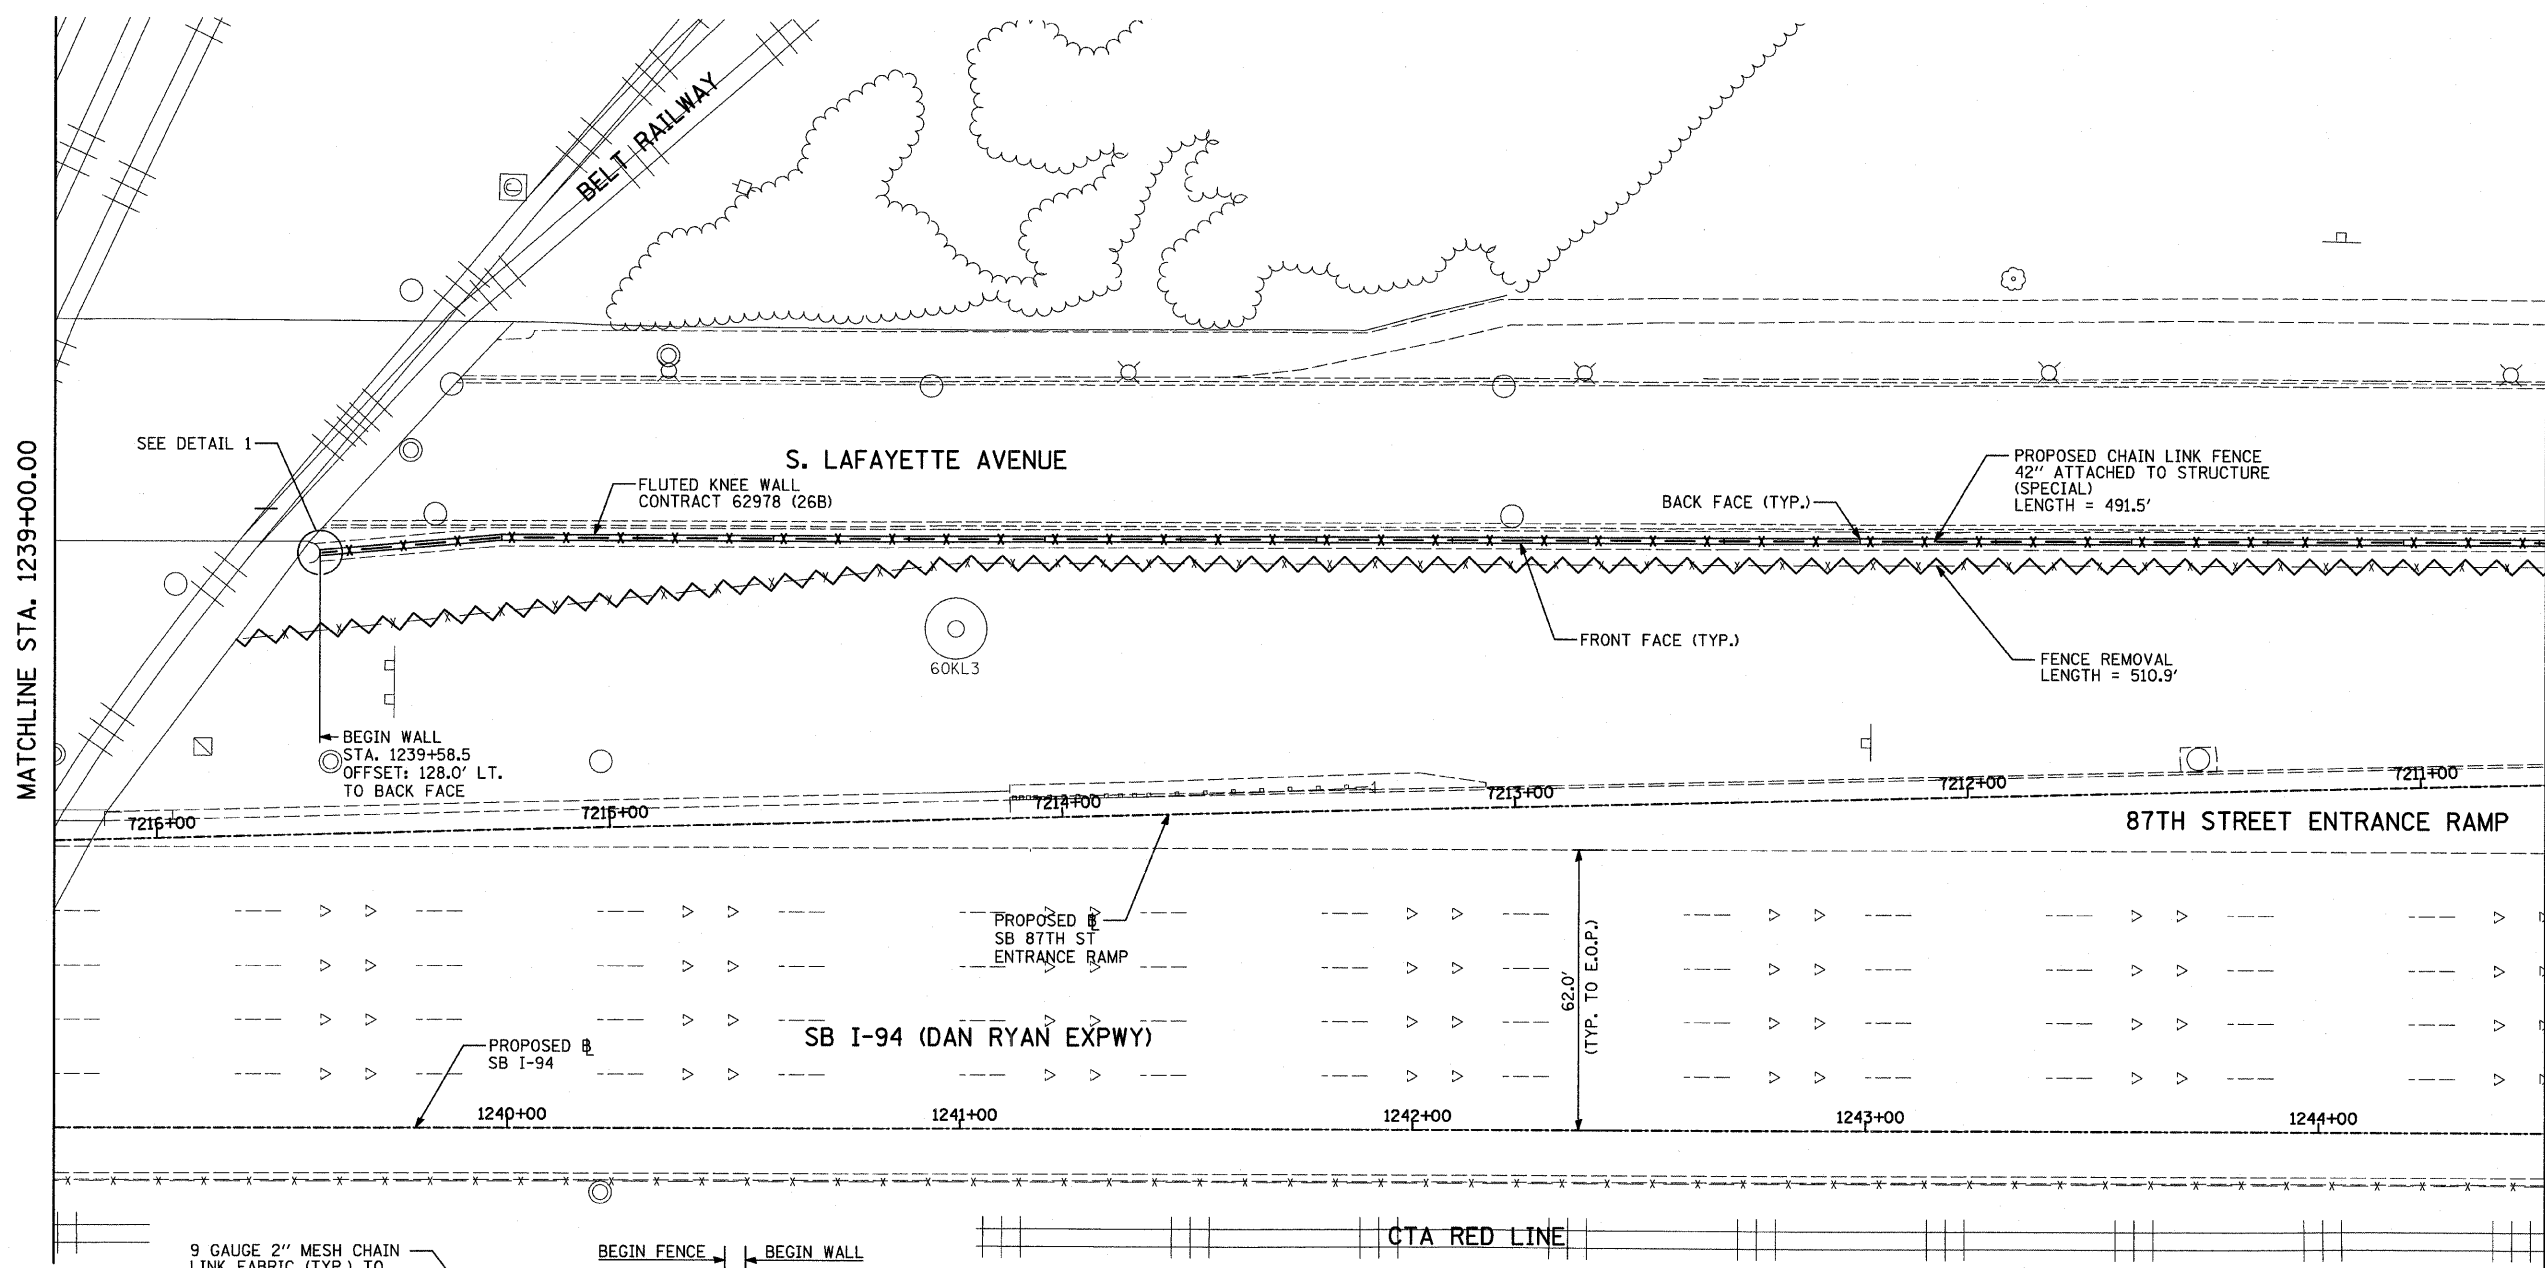 BELT RAILWAY
MATCHLINE STA. 1239+00.00
SEE DETAIL 1
S. LAFAYETTE AVENUE
FLUTED KNEE WALL
CONTRACT 62978 (26B)
BACK FACE (TYP.)
PROPOSED CHAIN LINK FENCE
42" ATTACHED TO STRUCTURE
(SPECIAL)
LENGTH = 491.5'
60KL3
FRONT FACE (TYP.)
FENCE REMOVAL
LENGTH = 510.9'
BEGIN WALL
STA. 1239+58.5
OFFSET: 128.0' LT.
TO BACK FACE
7216+00
7215+00
7214+00
7213+00
7212+00
7211+00
87TH STREET ENTRANCE RAMP
PROPOSED ⅊
SB 87TH ST
ENTRANCE RAMP
62.0'
(TYP. TO E.O.P.)
SB I-94 (DAN RYAN EXPWY)
PROPOSED ⅊
SB I-94
1240+00
1241+00
1242+00
1243+00
1244+00
CTA RED LINE
9 GAUGE 2" MESH CHAIN
LINK FABRIC (TYP.) TO
BEGIN FENCE
BEGIN WALL